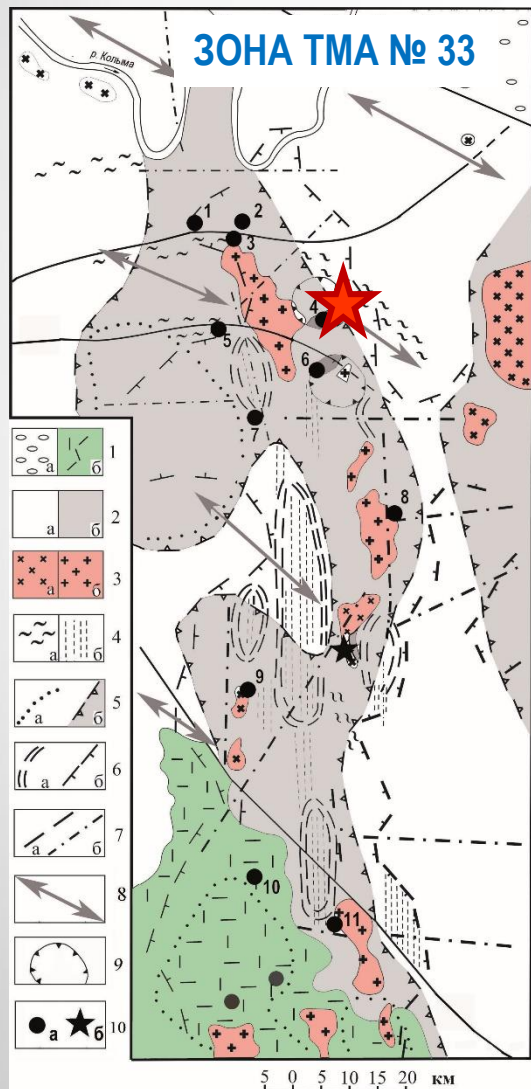 ЗОНА ТМА № 33
р. Колыма
1
2
3
4
5
6
7
8
9
10
11
а б 1
а б 2
а б 3
а б 4
а б 5
а б 6
а б 7
8
9
а б 10
5 0 5 10 15 20 км